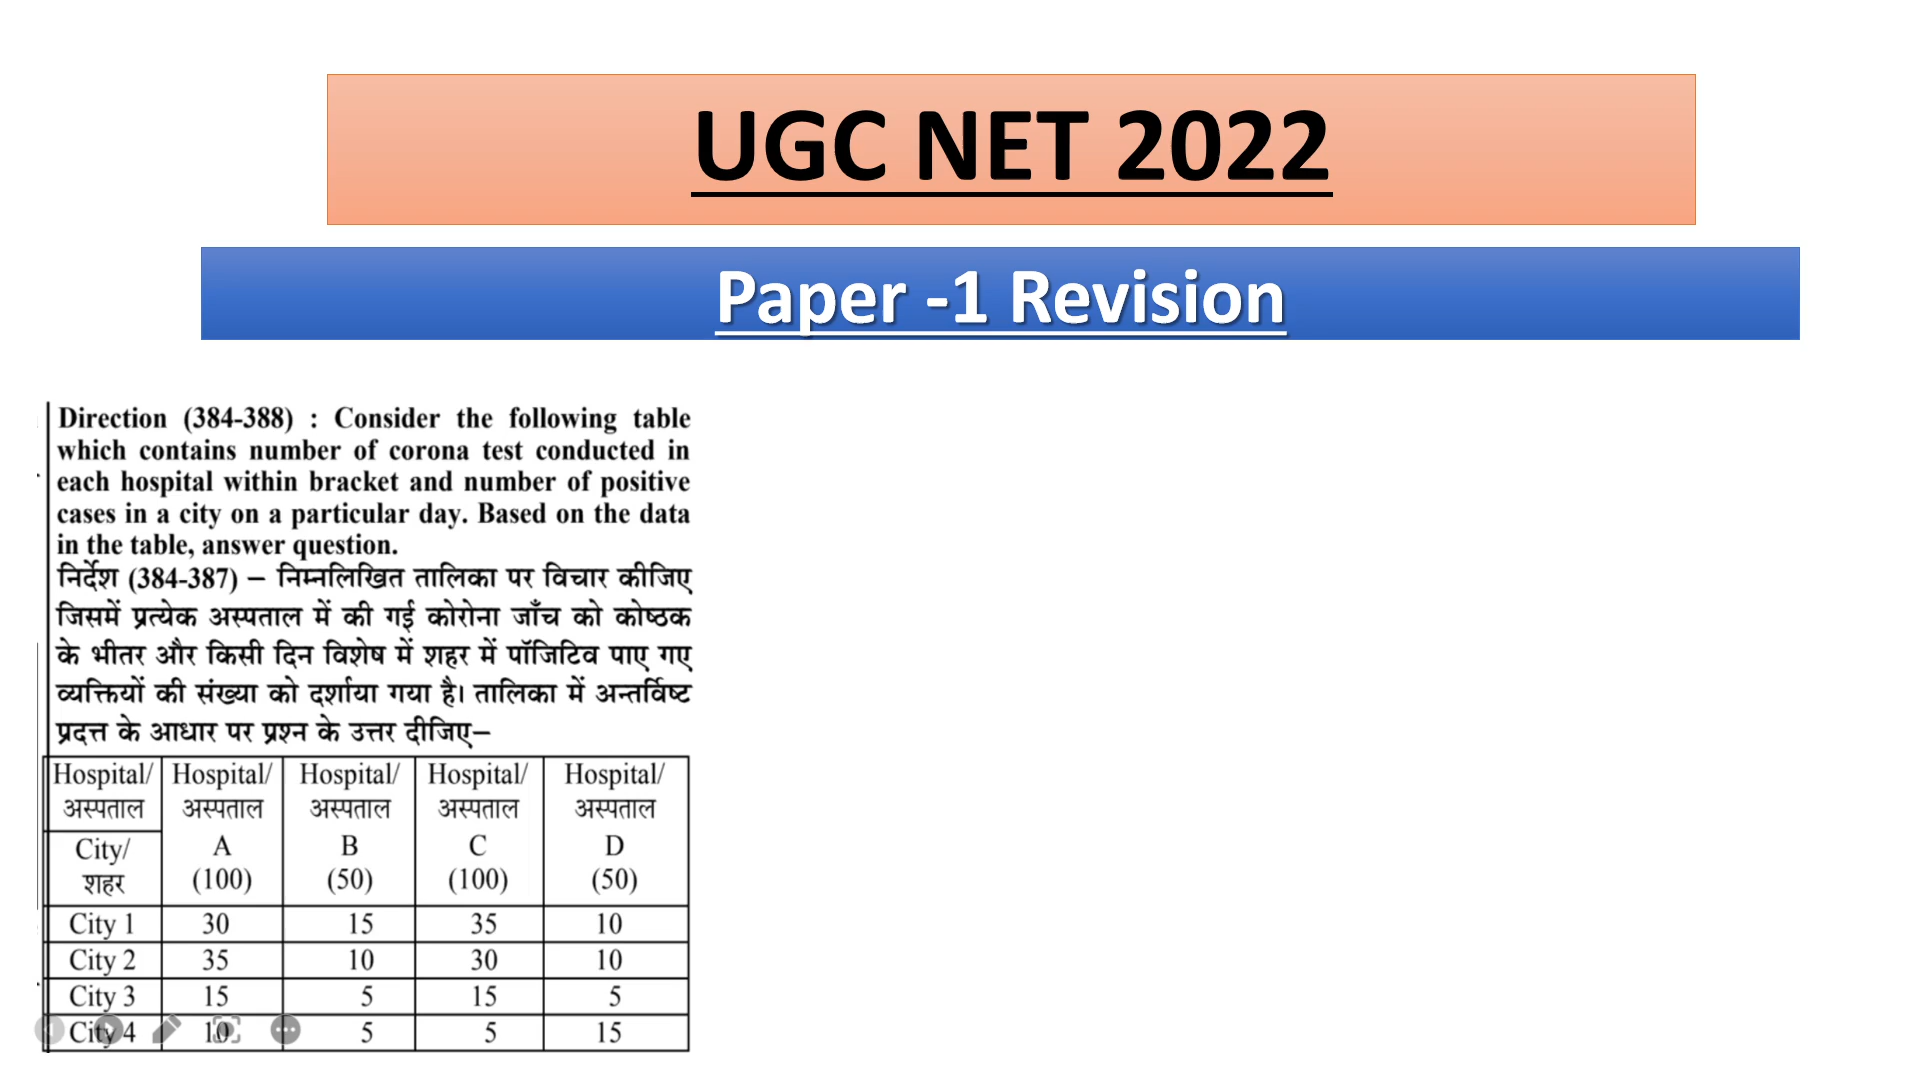 UGC NET 2022
Paper -1 Revision
Direction (384-388) : Consider the following table
which contains number of corona test conducted in
each hospital within bracket and number of positive
cases in a city on a particular day. Based on the data
in the table, answer question.
निर्देश (384-387) – निम्नलिखित तालिका पर विचार कीजिए
जिसमें प्रत्येक अस्पताल में की गई कोरोना जाँच को कोष्ठक
के भीतर और किसी दिन विशेष में शहर में पॉजिटिव पाए गए
व्यक्तियों की संख्या को दर्शाया गया है। तालिका में अन्तर्विष्ट
प्रदत्त के आधार पर प्रश्न के उत्तर दीजिए–
Hospital/ Hospital/ Hospital/ Hospital/ Hospital/
अस्पताल अस्पताल अस्पताल अस्पताल अस्पताल
City/ A B C D
शहर (100) (50) (100) (50)
City 1 30 15 35 10
City 2 35 10 30 10
City 3 15 5 15 5
City 4 10 5 5 15